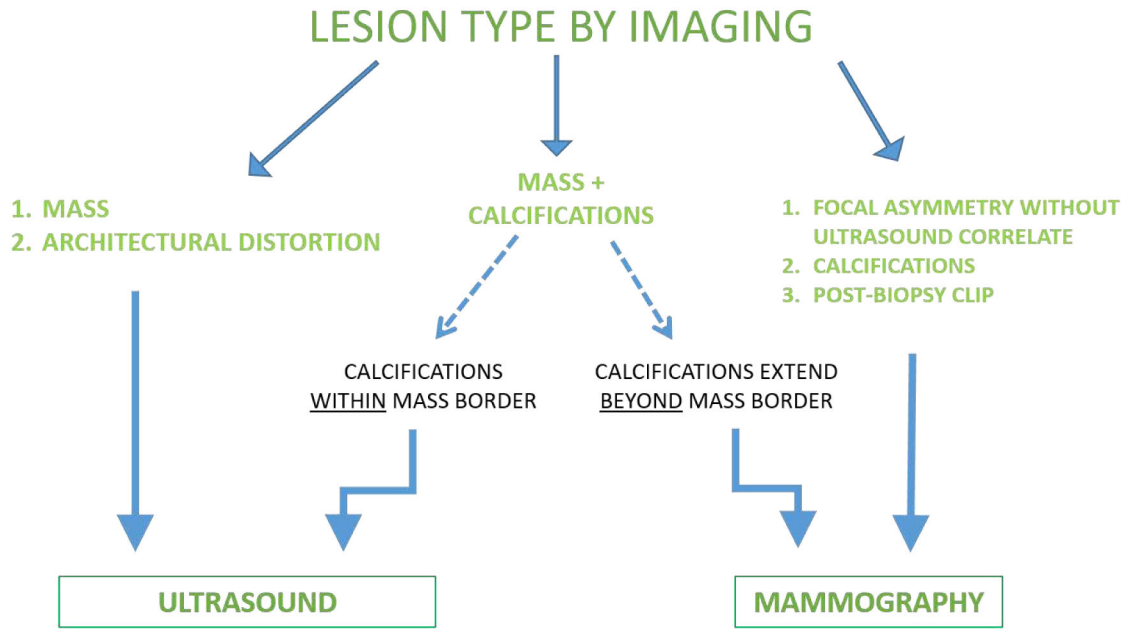 LESION TYPE BY IMAGING
1. MASS
2. ARCHITECTURAL DISTORTION
MASS +
CALCIFICATIONS
1. FOCAL ASYMMETRY WITHOUT
ULTRASOUND CORRELATE
2. CALCIFICATIONS
3. POST-BIOPSY CLIP
CALCIFICATIONS
WITHIN MASS BORDER
CALCIFICATIONS EXTEND
BEYOND MASS BORDER
ULTRASOUND
MAMMOGRAPHY